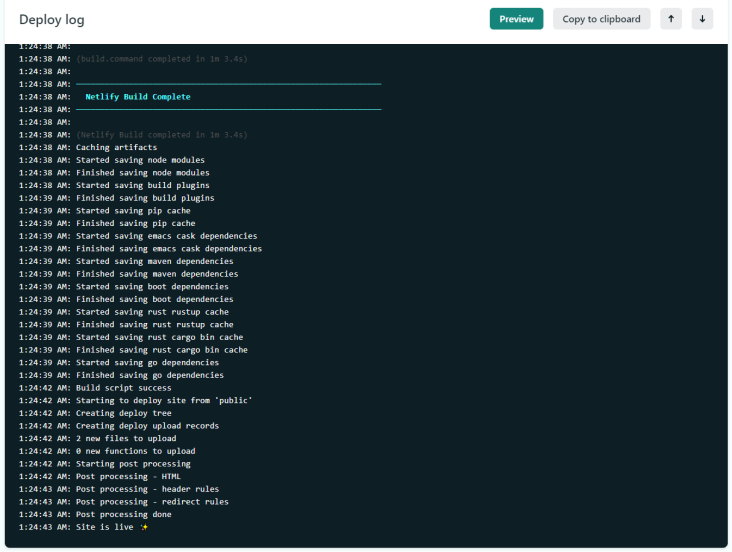 Deploy log
Preview
Copy to clipboard
1:24:38 AM:
1:24:38 AM: (build.command completed in 1m 3.4s)
1:24:38 AM:
1:24:38 AM:
1:24:38 AM: Netlify Build Complete
1:24:38 AM:
1:24:38 AM:
1:24:38 AM: (Netlify Build completed in 1m 3.4s)
1:24:38 AM: Caching artifacts
1:24:38 AM: Started saving node modules
1:24:38 AM: Finished saving node modules
1:24:38 AM: Started saving build plugins
1:24:39 AM: Finished saving build plugins
1:24:39 AM: Started saving pip cache
1:24:39 AM: Finished saving pip cache
1:24:39 AM: Started saving emacs cask dependencies
1:24:39 AM: Finished saving emacs cask dependencies
1:24:39 AM: Started saving maven dependencies
1:24:39 AM: Finished saving maven dependencies
1:24:39 AM: Started saving boot dependencies
1:24:39 AM: Finished saving boot dependencies
1:24:39 AM: Started saving rust rustup cache
1:24:39 AM: Finished saving rust rustup cache
1:24:39 AM: Started saving rust cargo bin cache
1:24:39 AM: Finished saving rust cargo bin cache
1:24:39 AM: Started saving go dependencies
1:24:39 AM: Finished saving go dependencies
1:24:42 AM: Build script success
1:24:42 AM: Starting to deploy site from 'public'
1:24:42 AM: Creating deploy tree
1:24:42 AM: Creating deploy upload records
1:24:42 AM: 2 new files to upload
1:24:42 AM: 0 new functions to upload
1:24:42 AM: Starting post processing
1:24:42 AM: Post processing - HTML
1:24:43 AM: Post processing - header rules
1:24:43 AM: Post processing - redirect rules
1:24:43 AM: Post processing done
1:24:43 AM: Site is live ✨